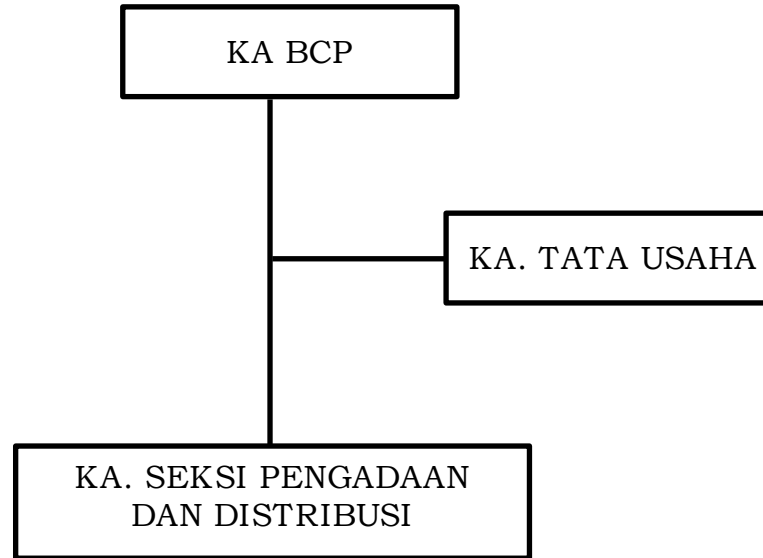 KA BCP
KA. TATA USAHA
KA. SEKSI PENGADAAN
DAN DISTRIBUSI